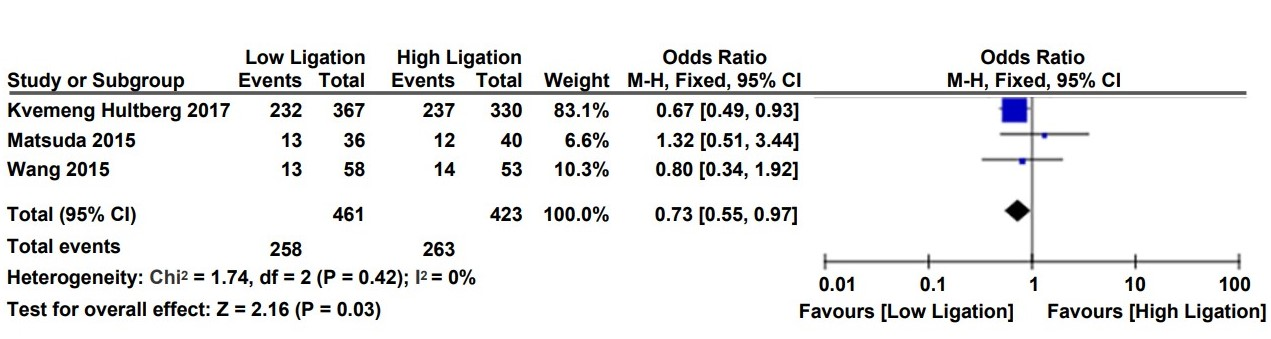 Low Ligation High Ligation Odds Ratio Odds Ratio
Study or Subgroup Events Total Events Total Weight M-H, Fixed, 95% CI M-H, Fixed, 95% CI
Kvemeng Hultberg 2017 232 367 237 330 83.1% 0.67 [0.49, 0.93]
Matsuda 2015 13 36 12 40 6.6% 1.32 [0.51, 3.44]
Wang 2015 13 58 14 53 10.3% 0.80 [0.34, 1.92]
Total (95% CI) 461 423 100.0% 0.73 [0.55, 0.97]
Total events 258 263
Heterogeneity: Chi² = 1.74, df = 2 (P = 0.42); I² = 0%
Test for overall effect: Z = 2.16 (P = 0.03)
0.01 0.1 1 10 100
Favours [Low Ligation] Favours [High Ligation]